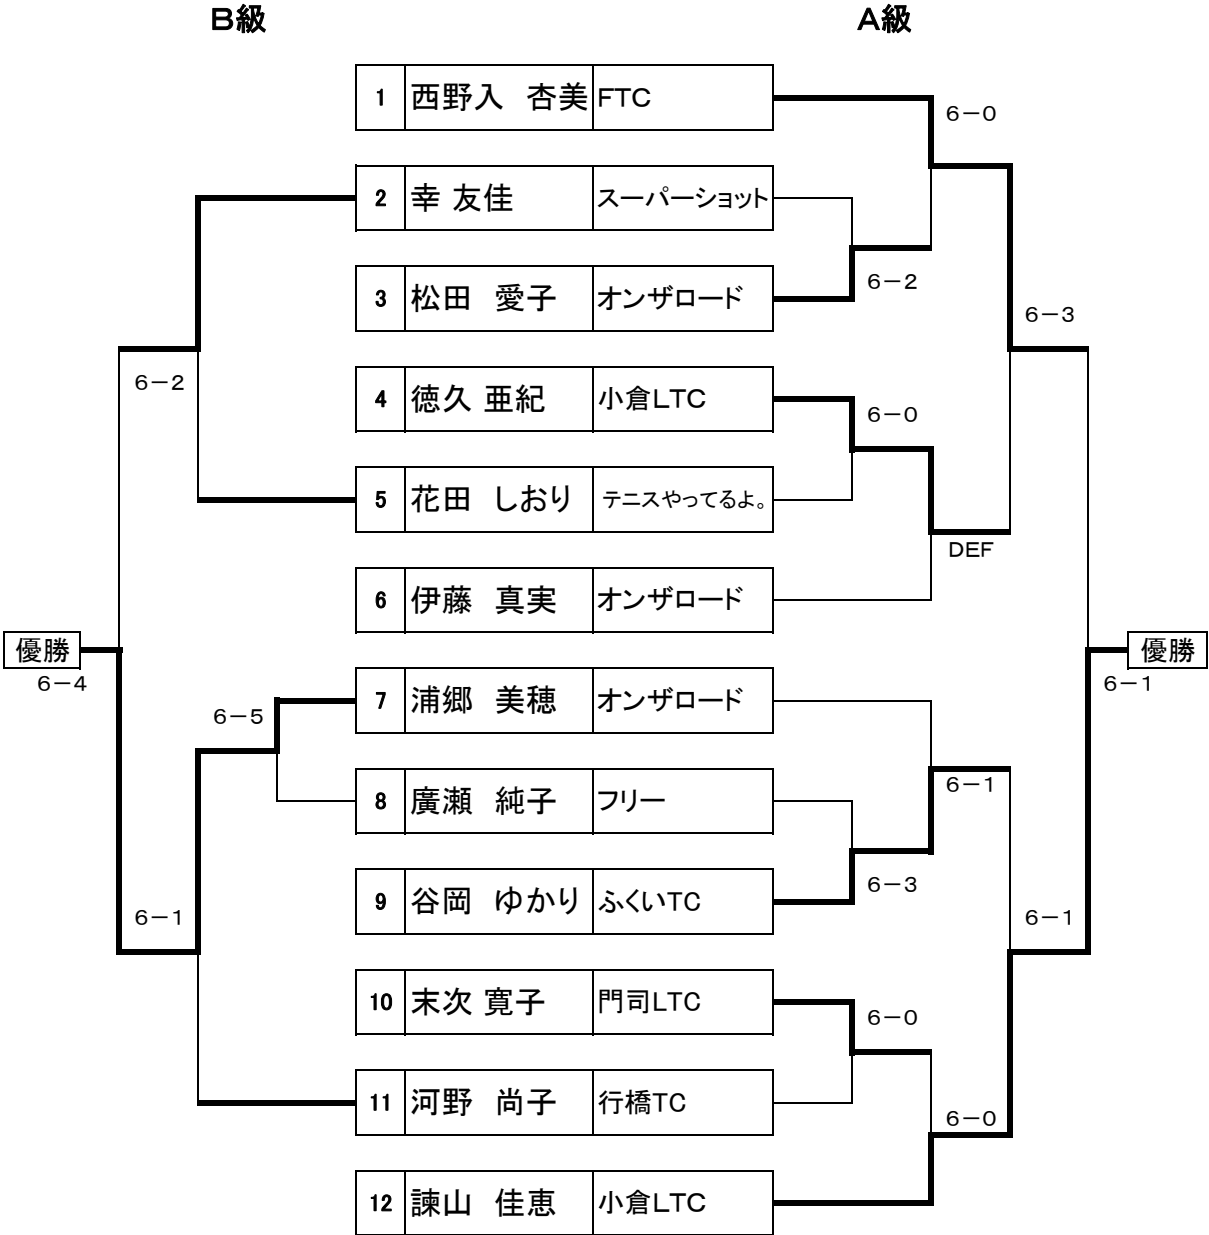 B級 A級
1 西野入 杏美 FTC
6-0
2 幸 友佳 スーパーショット
6-2
3 松田 愛子 オンザロード
6-3
6-2
4 徳久 亜紀 小倉LTC
6-0
5 花田 しおり テニスやってるよ。
DEF
6 伊藤 真実 オンザロード
優勝 優勝
6-4 6-1
7 浦郷 美穂 オンザロード
6-5
6-1
8 廣瀬 純子 フリー
6-3
9 谷岡 ゆかり ふくいTC
6-1 6-1
10 末次 寛子 門司LTC
6-0
11 河野 尚子 行橋TC
6-0
12 諫山 佳恵 小倉LTC